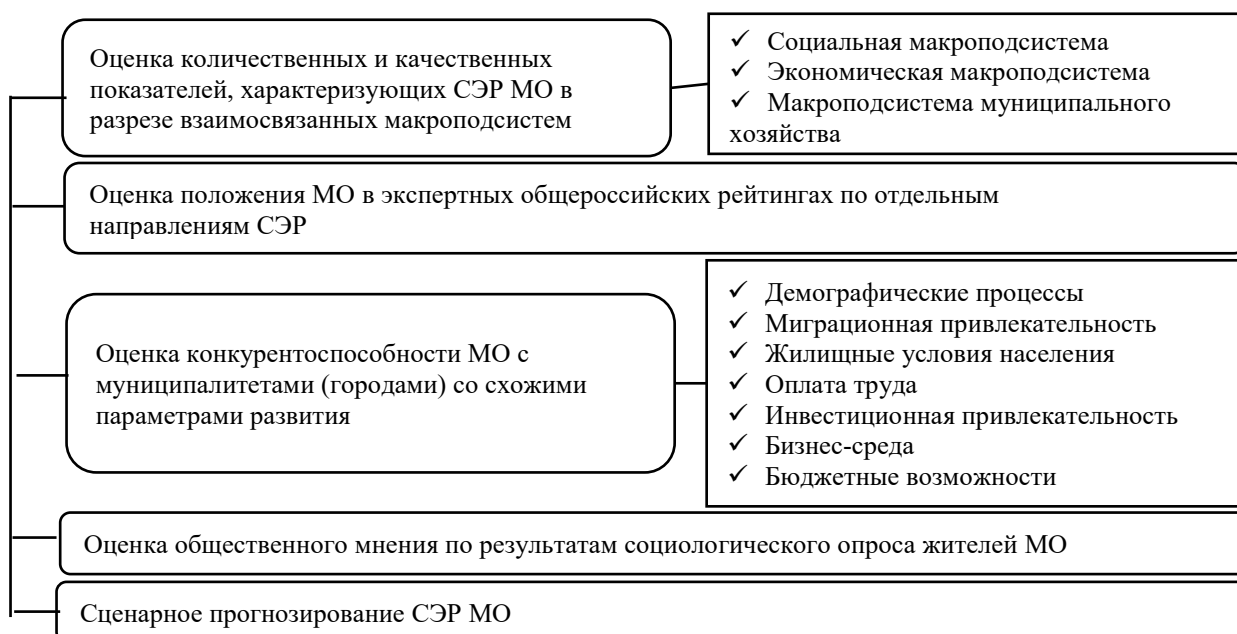 Оценка количественных и качественных
показателей, характеризующих СЭР МО в
разрезе взаимосвязанных макроподсистем
✓ Социальная макроподсистема
✓ Экономическая макроподсистема
✓ Макроподсистема муниципального
хозяйства
Оценка положения МО в экспертных общероссийских рейтингах по отдельным
направлениям СЭР
Оценка конкурентоспособности МО с
муниципалитетами (городами) со схожими
параметрами развития
✓ Демографические процессы
✓ Миграционная привлекательность
✓ Жилищные условия населения
✓ Оплата труда
✓ Инвестиционная привлекательность
✓ Бизнес-среда
✓ Бюджетные возможности
Оценка общественного мнения по результатам социологического опроса жителей МО
Сценарное прогнозирование СЭР МО